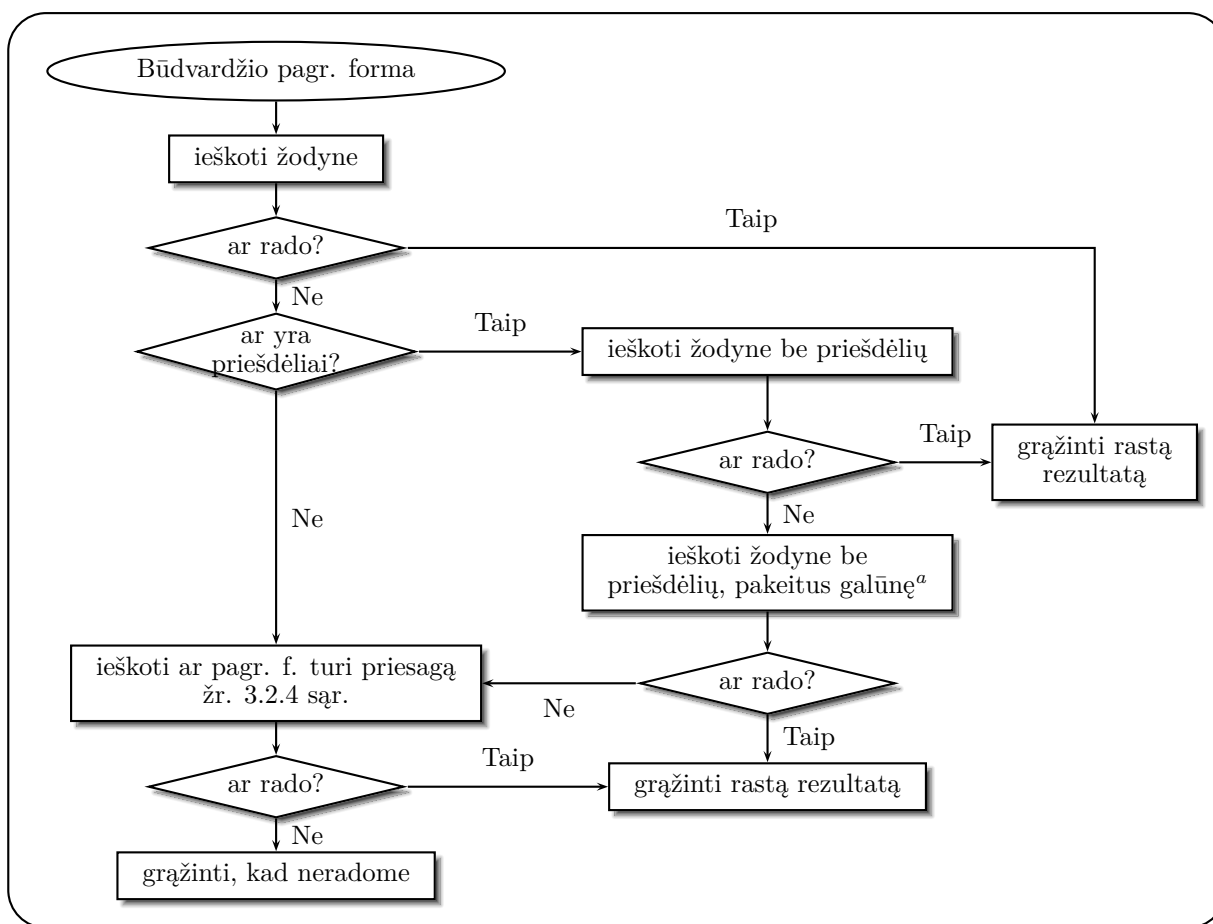 Būdvardžio pagr. forma
ieškoti žodyne
Taip
ar rado?
Ne
ar yra
priešdėliai?
Taip
ieškoti žodyne be priešdėlių
ar rado?
Taip
grąžinti rastą
rezultatą
Ne
Ne
ieškoti žodyne be
priešdėlių, pakeitus galūnęᵃ
ieškoti ar pagr. f. turi priesagą
žr. 3.2.4 sąr.
ar rado?
Ne
Taip
ar rado?
Taip
grąžinti rastą rezultatą
Ne
grąžinti, kad neradome